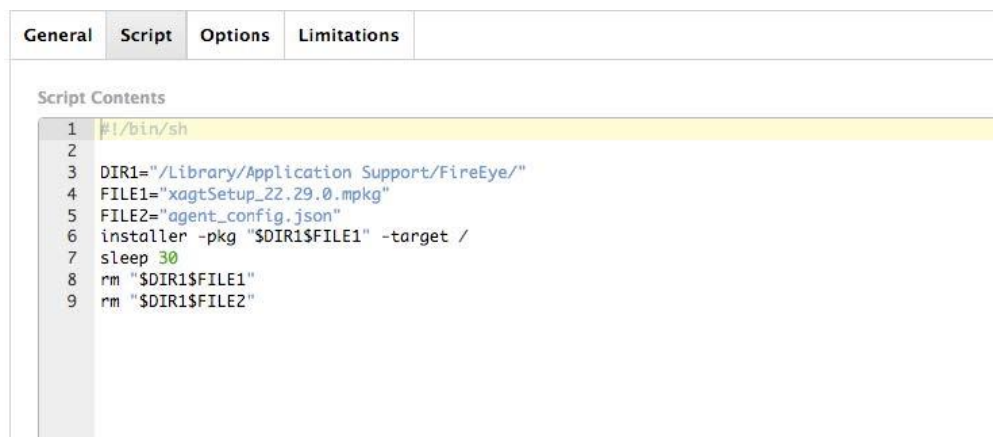 General Script Options Limitations
Script Contents
1 #!/bin/sh
2
3 DIR1="/Library/Application Support/FireEye/"
4 FILE1="xagtSetup_22.29.0.mpkg"
5 FILE2="agent_config.json"
6 installer -pkg "$DIR1$FILE1" -target /
7 sleep 30
8 rm "$DIR1$FILE1"
9 rm "$DIR1$FILE2"